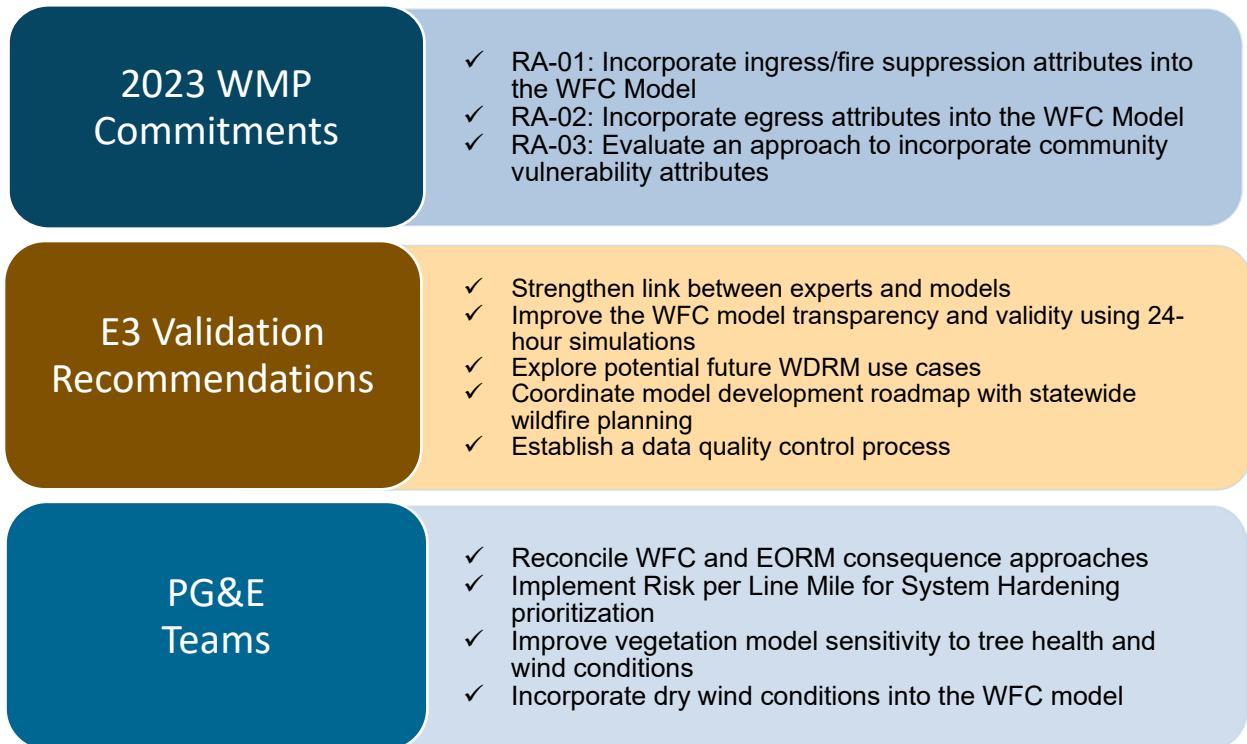 2023 WMP
Commitments
✓ RA-01: Incorporate ingress/fire suppression attributes into
the WFC Model
✓ RA-02: Incorporate egress attributes into the WFC Model
✓ RA-03: Evaluate an approach to incorporate community
vulnerability attributes
E3 Validation
Recommendations
✓ Strengthen link between experts and models
✓ Improve the WFC model transparency and validity using 24-
hour simulations
✓ Explore potential future WDRM use cases
✓ Coordinate model development roadmap with statewide
wildfire planning
✓ Establish a data quality control process
PG&E
Teams
✓ Reconcile WFC and EORM consequence approaches
✓ Implement Risk per Line Mile for System Hardening
prioritization
✓ Improve vegetation model sensitivity to tree health and
wind conditions
✓ Incorporate dry wind conditions into the WFC model